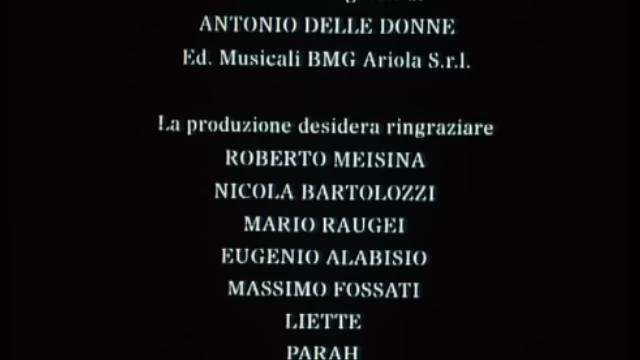 ANTONIO DELLE DONNE
Ed. Musicali BMG Ariola S.r.l.
La produzione desidera ringraziare
ROBERTO MEISINA
NICOLA BARTOLOZZI
MARIO RAUGEI
EUGENIO ALABISIO
MASSIMO FOSSATI
LIETTE
PARAH